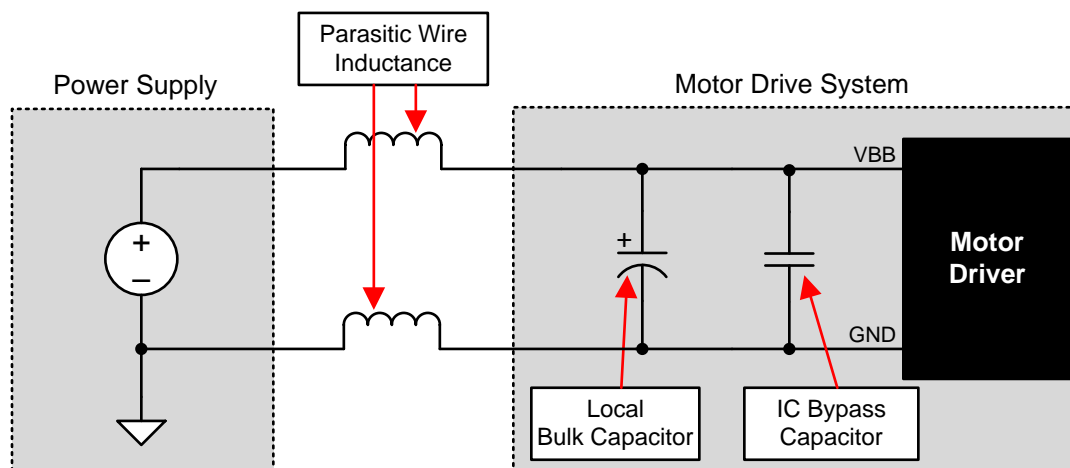 Parasitic Wire
Inductance
Power Supply
Motor Drive System
VBB
+
−
+
Motor
Driver
GND
Local
Bulk Capacitor
IC Bypass
Capacitor